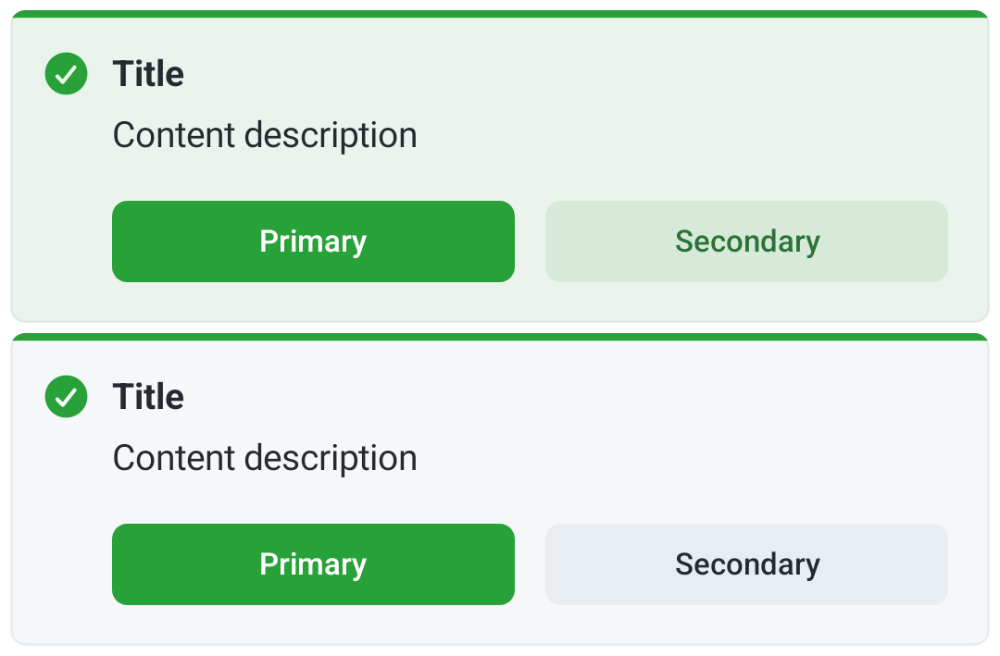 Title
Content description
Primary
Secondary
Title
Content description
Primary
Secondary